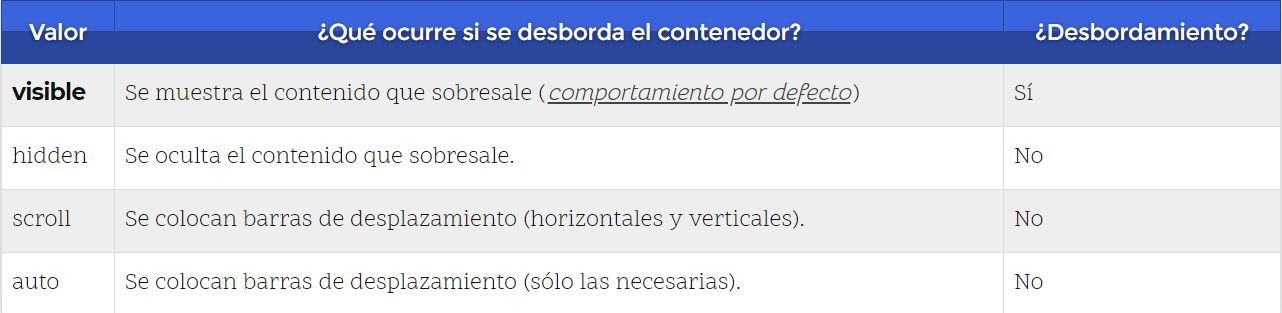 Valor ¿Qué ocurre si se desborda el contenedor? ¿Desbordamiento?
visible Se muestra el contenido que sobresale (comportamiento por defecto) Sí
hidden Se oculta el contenido que sobresale. No
scroll Se colocan barras de desplazamiento (horizontales y verticales). No
auto Se colocan barras de desplazamiento (sólo las necesarias). No